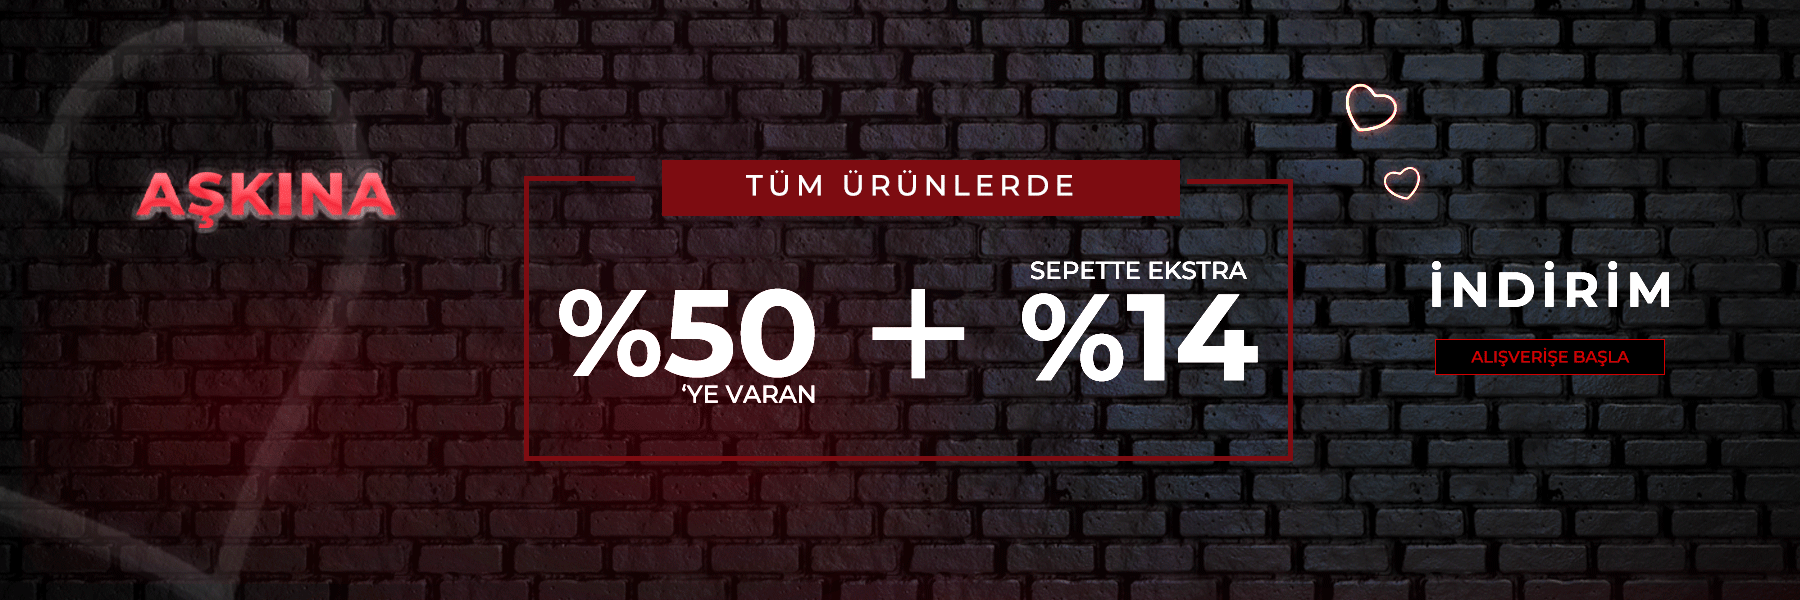 AŞKINA
TÜM ÜRÜNLERDE
%50
'YE VARAN
+
SEPETTE EKSTRA
%14
İNDİRİM
ALIŞVERİŞE BAŞLA